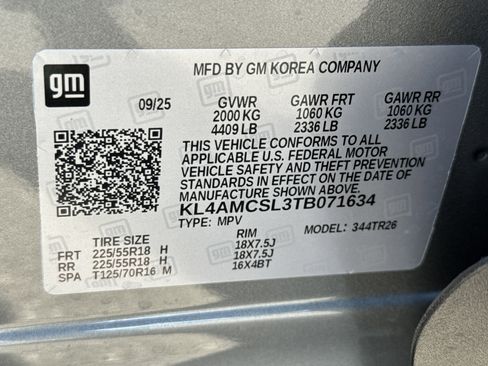 gm
MFD BY GM KOREA COMPANY
09/25 GVWR GAWR FRT GAWR RR
2000 KG 1060 KG 1060 KG
4409 LB 2336 LB 2336 LB
THIS VEHICLE CONFORMS TO ALL
APPLICABLE U.S. FEDERAL MOTOR
VEHICLE SAFETY AND THEFT PREVENTION
STANDARDS IN EFFECT ON THE DATE OF
MANUFACTURE SHOWN ABOVE.
KL4AMCSL3TB071634
TYPE: MPV MODEL: 344TR26
TIRE SIZE RIM
FRT 225/55R18 H 18X7.5J
RR 225/55R18 H 18X7.5J
SPA T125/70R16 M 16X4BT